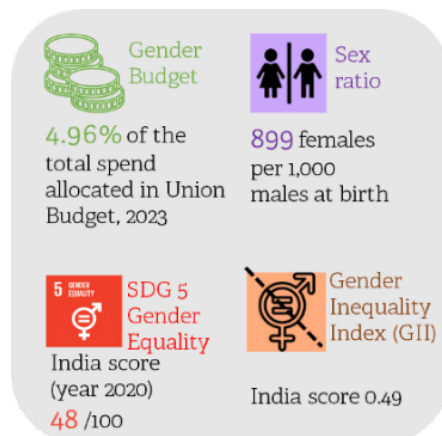 Gender
Budget
4.96% of the
total spend
allocated in Union
Budget, 2023
Sex
ratio
899 females
per 1,000
males at birth
5 GENDER
EQUALITY
SDG 5
Gender
Equality
India score
(year 2020)
48 /100
Gender
Inequality
Index (GII)
India score 0.49